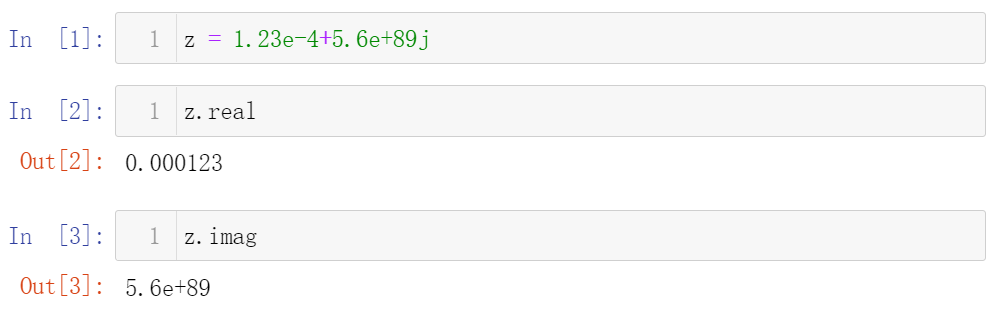 In [1]: 1 z = 1.23e-4+5.6e+89j
In [2]: 1 z.real
Out[2]: 0.000123
In [3]: 1 z.imag
Out[3]: 5.6e+89